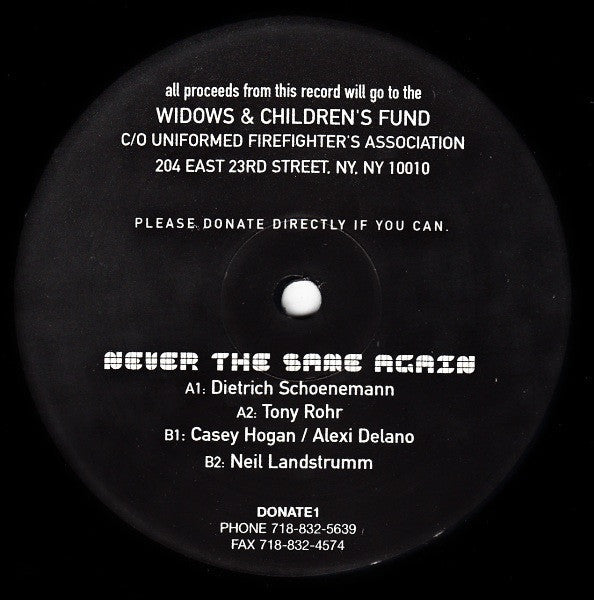 all proceeds from this record will go to the
WIDOWS & CHILDREN'S FUND
C/O UNIFORMED FIREFIGHTER'S ASSOCIATION
204 EAST 23RD STREET, NY, NY 10010
PLEASE DONATE DIRECTLY IF YOU CAN.
NEVER THE SAME AGAIN
A1: Dietrich Schoenemann
A2: Tony Rohr
B1: Casey Hogan / Alexi Delano
B2: Neil Landstrumm
DONATE1
PHONE 718-832-5639
FAX 718-832-4574